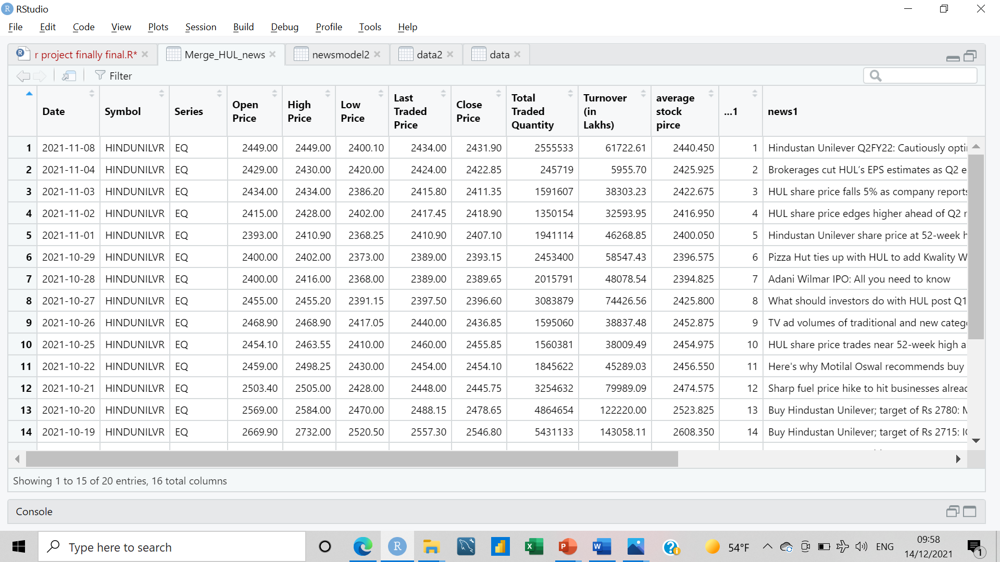 RStudio
File Edit Code View Plots Session Build Debug Profile Tools Help
r project finally final.R* Merge_HUL_news newsmodel2 data2 data
Filter
Date Symbol Series Open Price High Price Low Price Last Traded Price Close Price Total Traded Quantity Turnover (in Lakhs) average stock pirce ...1 news1
1 2021-11-08 HINDUNILVR EQ 2449.00 2449.00 2400.10 2434.00 2431.90 2555533 61722.61 2440.450 1 Hindustan Unilever Q2FY22: Cautiously opti
2 2021-11-04 HINDUNILVR EQ 2429.00 2430.00 2420.00 2424.00 2422.85 245719 5955.70 2425.925 2 Brokerages cut HUL’s EPS estimates as Q2 e
3 2021-11-03 HINDUNILVR EQ 2434.00 2434.00 2386.20 2415.80 2411.35 1591607 38303.23 2422.675 3 HUL share price falls 5% as company reports
4 2021-11-02 HINDUNILVR EQ 2415.00 2428.00 2402.00 2417.45 2418.90 1350154 32593.95 2416.950 4 HUL share price edges higher ahead of Q2 r
5 2021-11-01 HINDUNILVR EQ 2393.00 2410.90 2368.25 2410.90 2407.10 1941114 46268.85 2400.050 5 Hindustan Unilever share price at 52-week h
6 2021-10-29 HINDUNILVR EQ 2400.00 2402.00 2373.00 2389.00 2393.15 2453400 58547.43 2396.575 6 Pizza Hut ties up with HUL to add Kwality W
7 2021-10-28 HINDUNILVR EQ 2400.00 2416.00 2368.00 2389.00 2389.65 2015791 48078.54 2394.825 7 Adani Wilmar IPO: All you need to know
8 2021-10-27 HINDUNILVR EQ 2455.00 2455.20 2391.15 2397.50 2396.60 3083879 74426.56 2425.800 8 What should investors do with HUL post Q1
9 2021-10-26 HINDUNILVR EQ 2468.90 2468.90 2417.05 2440.00 2436.85 1595060 38837.48 2452.875 9 TV ad volumes of traditional and new categ
10 2021-10-25 HINDUNILVR EQ 2454.10 2463.55 2410.00 2460.00 2455.85 1560381 38009.49 2454.975 10 HUL share price trades near 52-week high a
11 2021-10-22 HINDUNILVR EQ 2459.00 2498.25 2430.00 2454.00 2454.10 1845622 45289.03 2456.550 11 Here's why Motilal Oswal recommends buy
12 2021-10-21 HINDUNILVR EQ 2503.40 2505.00 2428.00 2448.00 2445.75 3254632 79989.09 2474.575 12 Sharp fuel price hike to hit businesses alrea
13 2021-10-20 HINDUNILVR EQ 2569.00 2584.00 2470.00 2488.15 2478.65 4864654 122220.00 2523.825 13 Buy Hindustan Unilever; target of Rs 2780: M
14 2021-10-19 HINDUNILVR EQ 2669.90 2732.00 2520.50 2557.30 2546.80 5431133 143058.11 2608.350 14 Buy Hindustan Unilever; target of Rs 2715: IC
Showing 1 to 15 of 20 entries, 16 total columns
Console
Type here to search
54°F ENG
09:58
14/12/2021
1